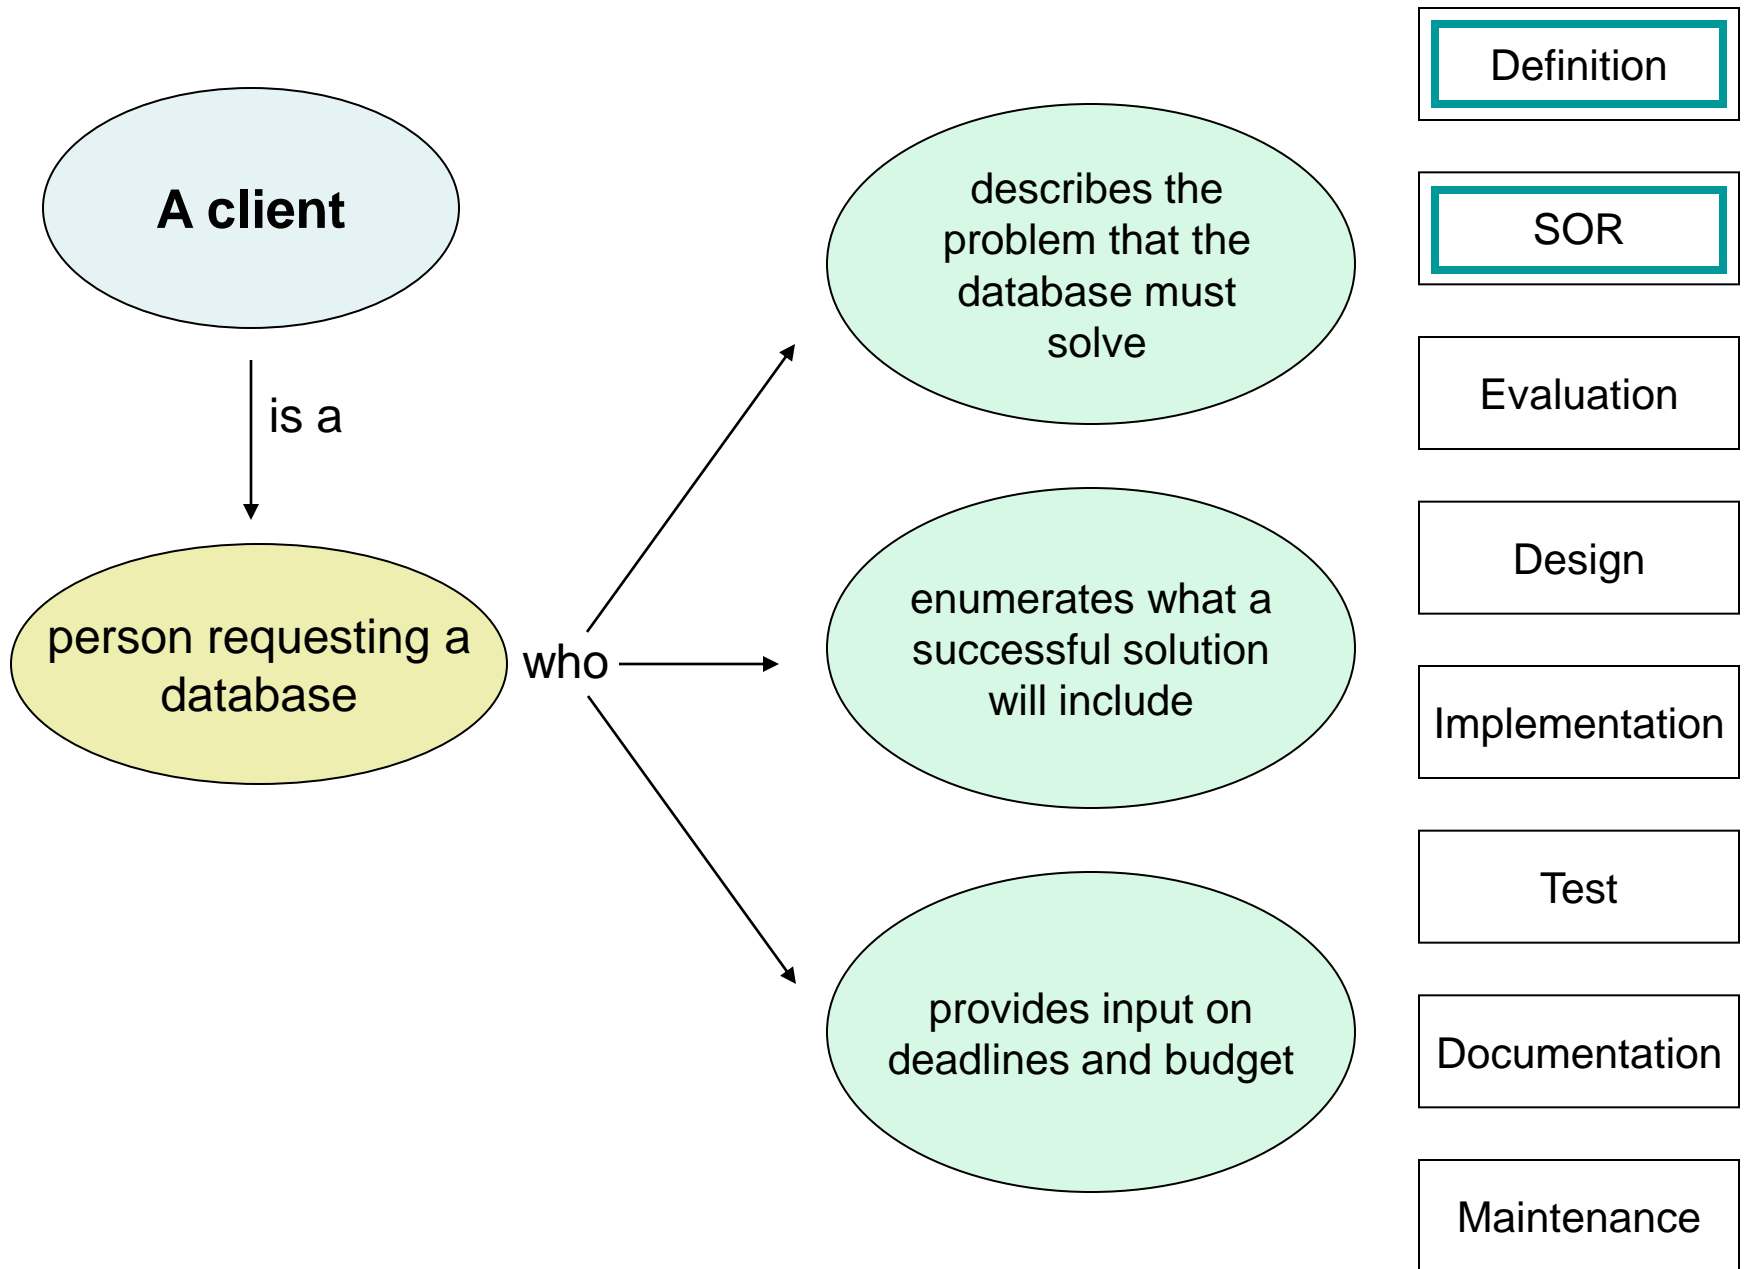 A client
is a
person requesting a
database
who
describes the
problem that the
database must
solve
enumerates what a
successful solution
will include
provides input on
deadlines and budget
Definition
SOR
Evaluation
Design
Implementation
Test
Documentation
Maintenance